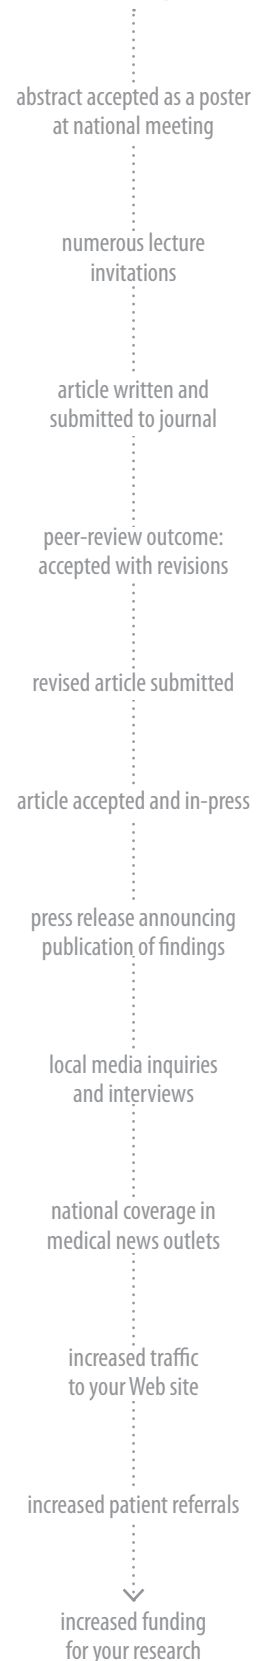 abstract accepted as a poster
at national meeting
numerous lecture
invitations
article written and
submitted to journal
peer-review outcome:
accepted with revisions
revised article submitted
article accepted and in-press
press release announcing
publication of findings
local media inquiries
and interviews
national coverage in
medical news outlets
increased traffic
to your Web site
increased patient referrals
increased funding
for your research